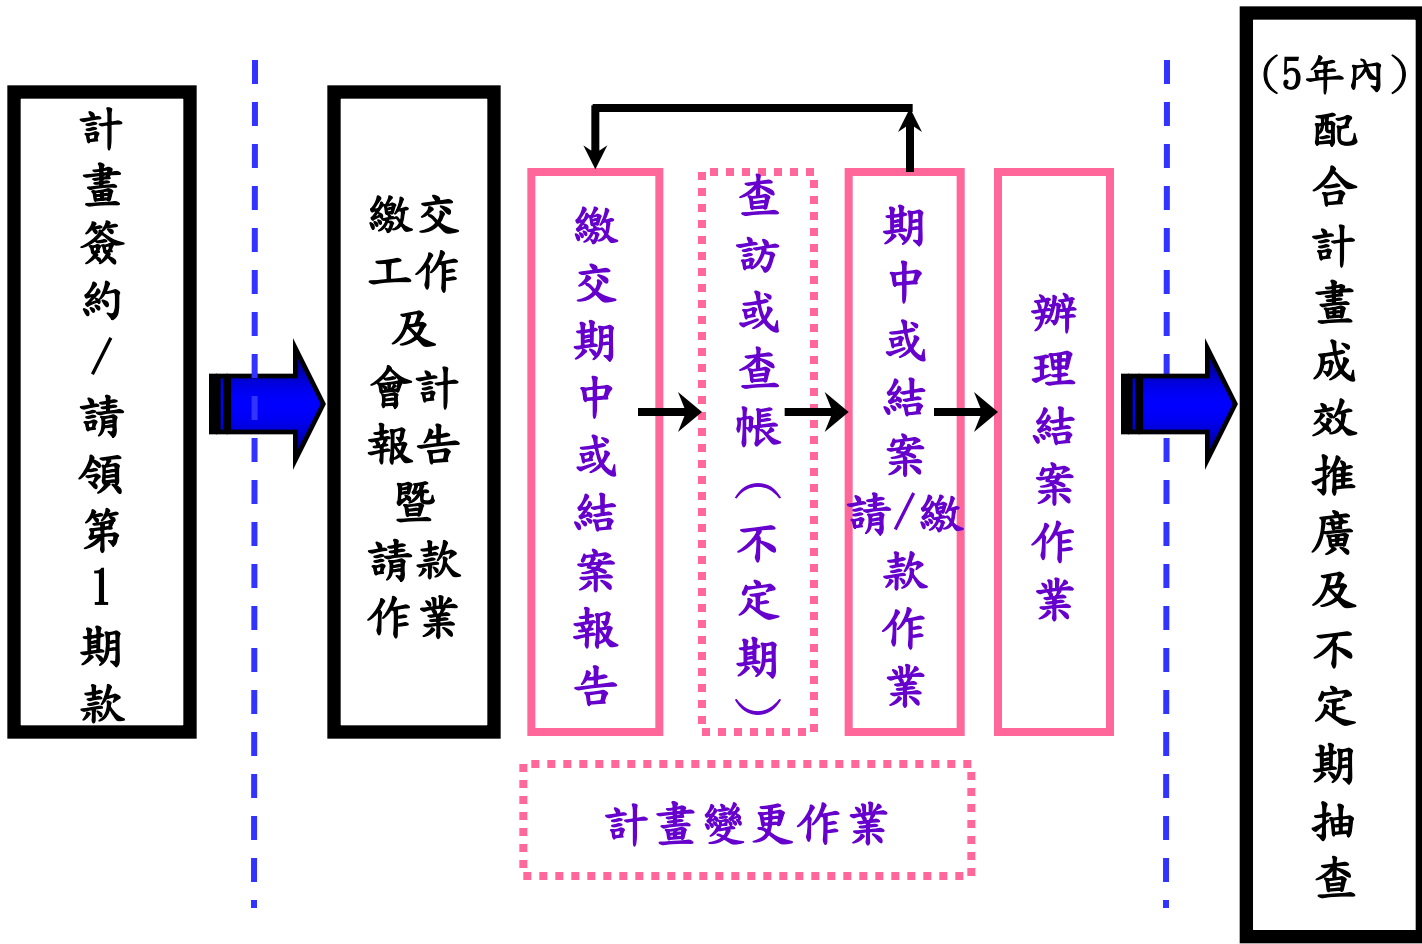 計畫簽約/請領第1期款
繳交
工作
及
會計
報告
暨
請款
作業
繳交期中或結案報告
查訪或查帳（不定期）
期中或結案請/繳款作業
辦理結案作業
計畫變更作業
(5年內)
配合計畫成效推廣及不定期抽查